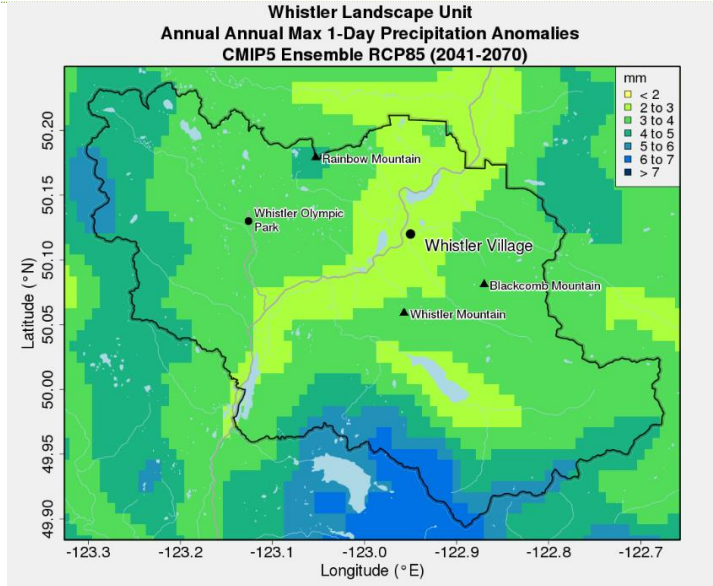 Whistler Landscape Unit
Annual Annual Max 1-Day Precipitation Anomalies
CMIP5 Ensemble RCP85 (2041-2070)
mm
< 2
2 to 3
3 to 4
4 to 5
5 to 6
6 to 7
> 7
Rainbow Mountain
Whistler Olympic
Park
Whistler Village
Blackcomb Mountain
Whistler Mountain
Latitude (°N)
50.20
50.15
50.10
50.05
50.00
49.95
49.90
-123.3
-123.2
-123.1
-123.0
-122.9
-122.8
-122.7
Longitude (°E)